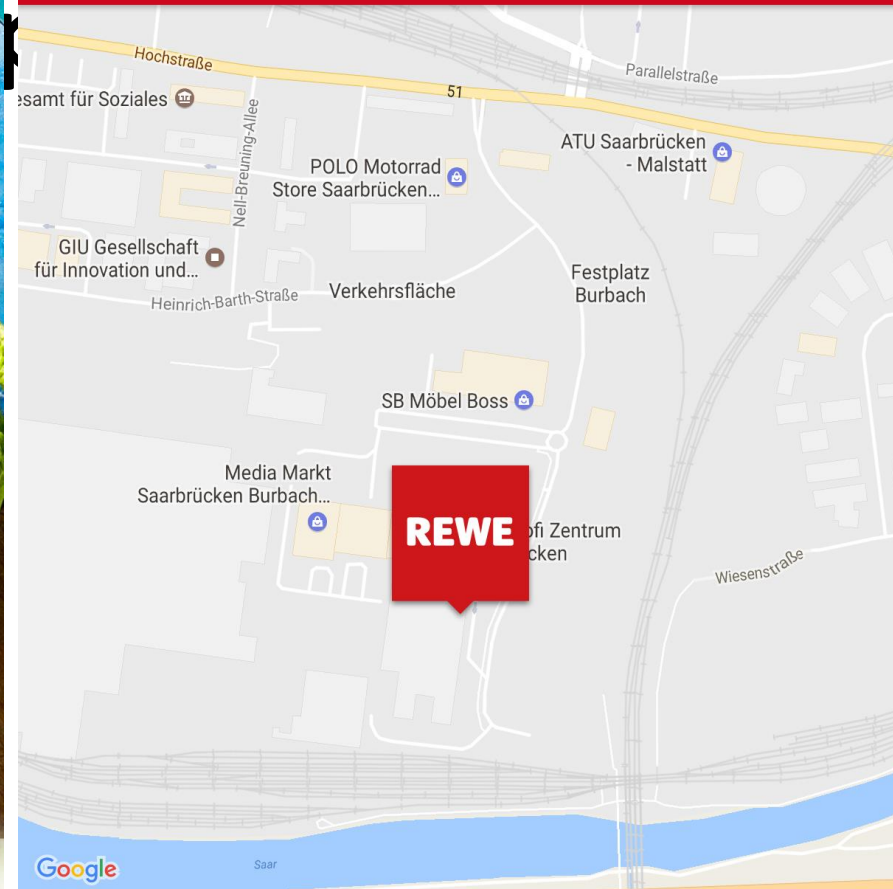 Hochstraße
Parallelstraße
51
esamt für Soziales
Nell-Breuning-Allee
ATU Saarbrücken
- Malstatt
POLO Motorrad
Store Saarbrücken...
GIU Gesellschaft
für Innovation und...
Festplatz
Burbach
Heinrich-Barth-Straße
Verkehrsfläche
SB Möbel Boss
Media Markt
Saarbrücken Burbach...
REWE
ofi Zentrum
cken
Wiesenstraße
Google
Saar